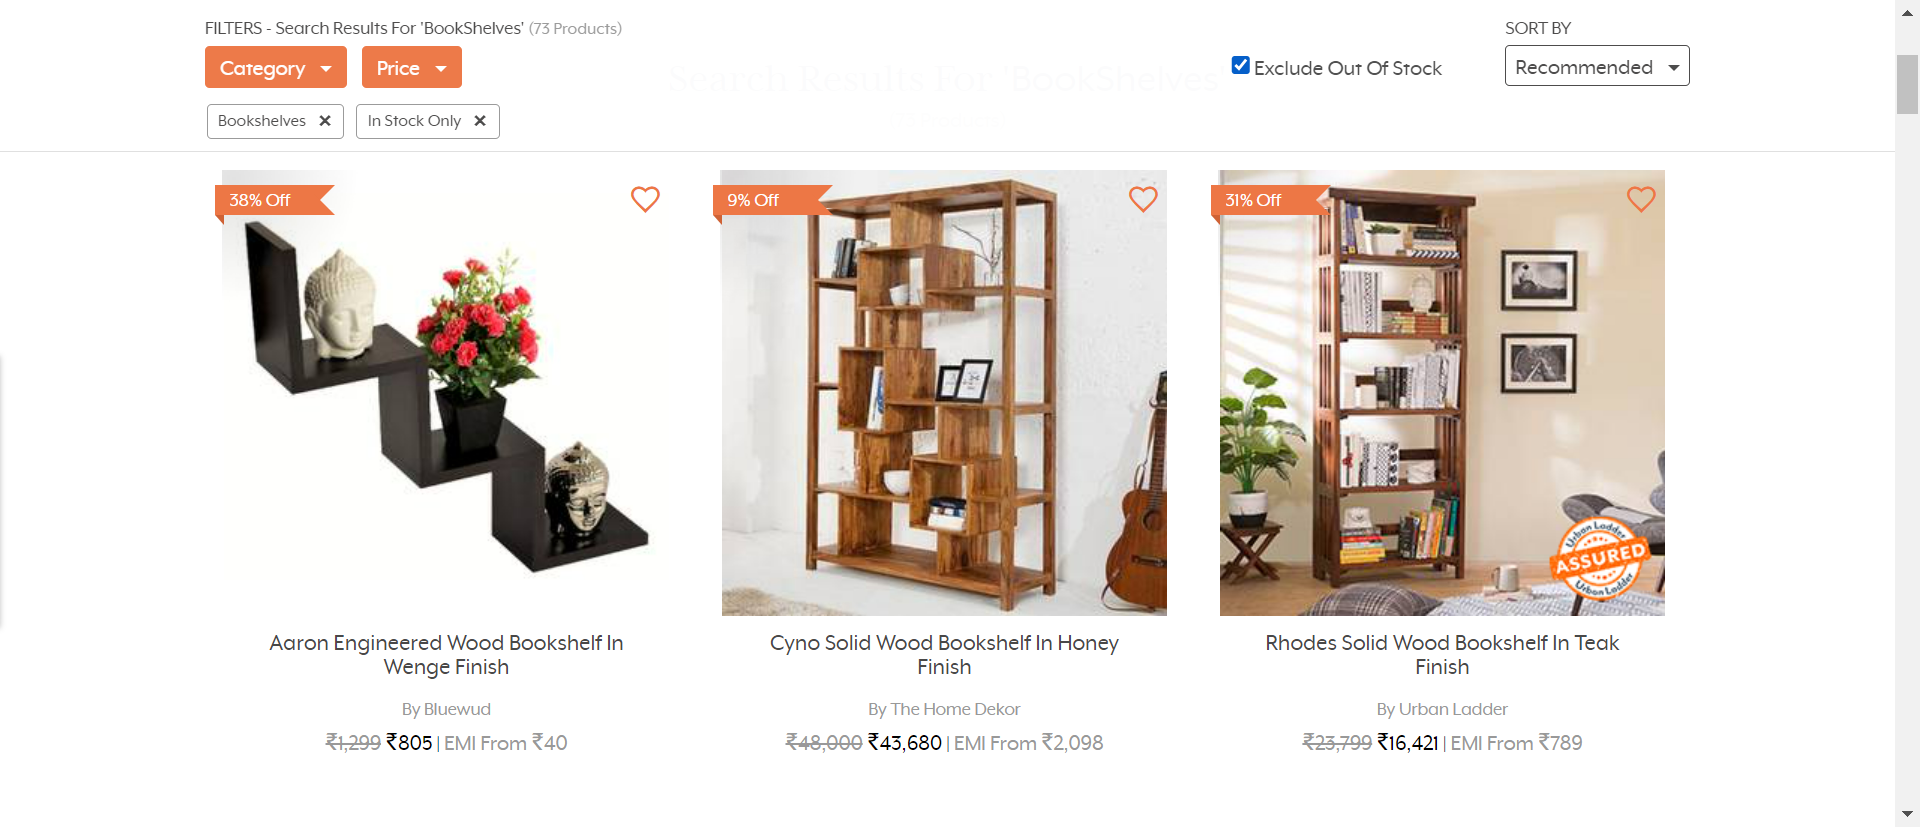 FILTERS - Search Results For 'BookShelves' (73 Products)
SORT BY
Category
Price
Search Results For 'BookShelves'
Exclude Out Of Stock
Recommended
Bookshelves ✕
In Stock Only ✕
38% Off
9% Off
31% Off
Urban Ladder
ASSURED
Urban Ladder
Aaron Engineered Wood Bookshelf In
Wenge Finish
By Bluewud
₹1,299 ₹805 | EMI From ₹40
Cyno Solid Wood Bookshelf In Honey
Finish
By The Home Dekor
₹48,000 ₹43,680 | EMI From ₹2,098
Rhodes Solid Wood Bookshelf In Teak
Finish
By Urban Ladder
₹23,799 ₹16,421 | EMI From ₹789